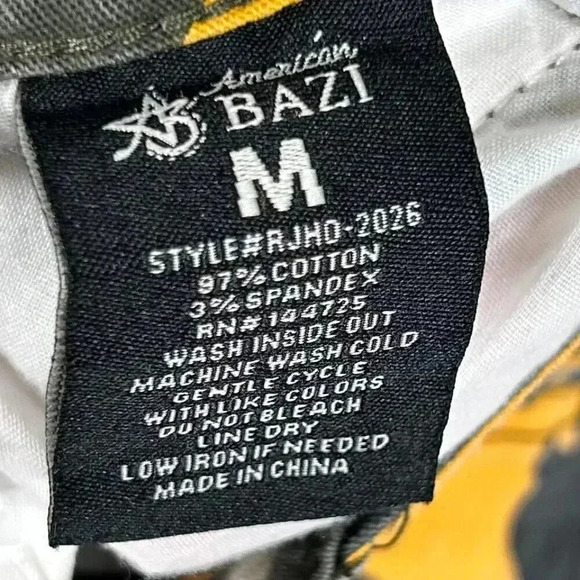 American
BAZI
M
STYLE#RJHO-2026
97% COTTON
3% SPANDEX
RN# 144725
WASH INSIDE OUT
MACHINE WASH COLD
GENTLE CYCLE
WITH LIKE COLORS
DO NOT BLEACH
LINE DRY
LOW IRON IF NEEDED
MADE IN CHINA